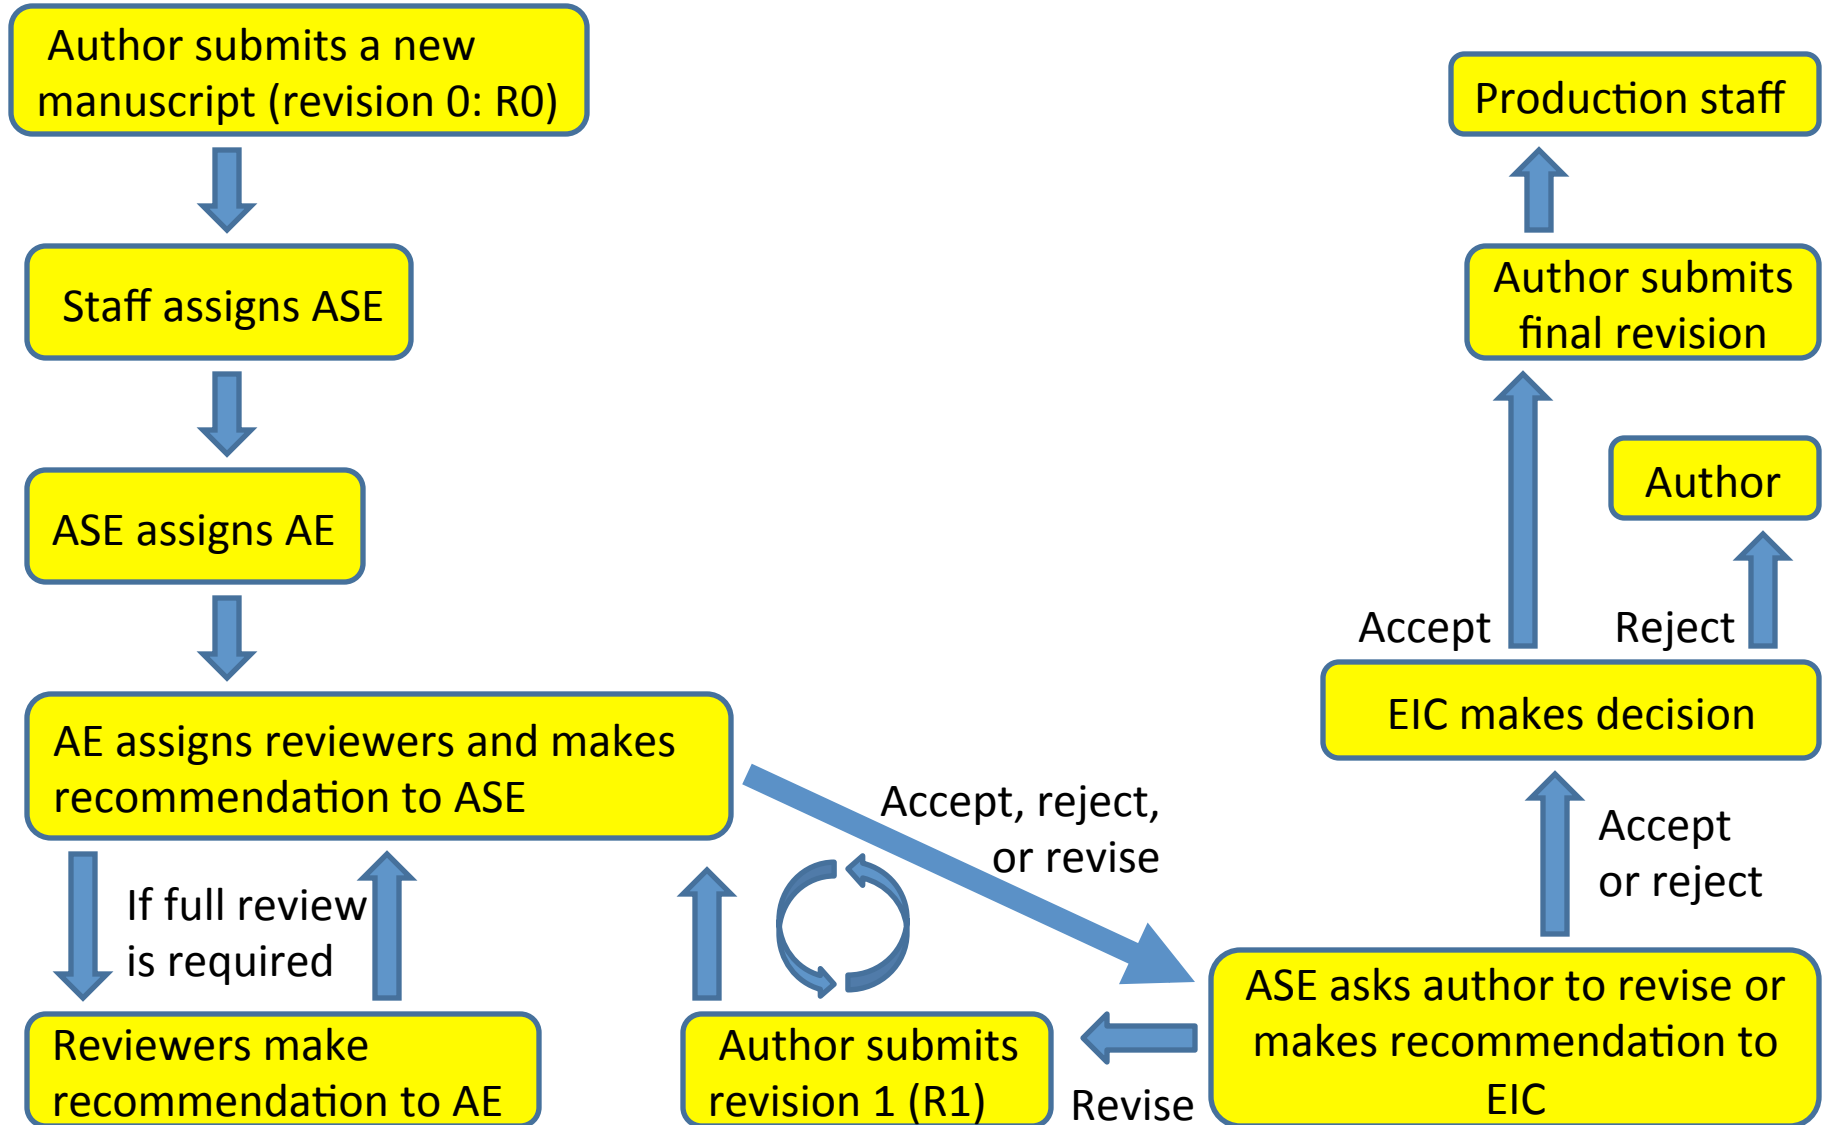 Author submits a new
manuscript (revision 0: R0)
Staff assigns ASE
ASE assigns AE
AE assigns reviewers and makes
recommendation to ASE
If full review
is required
Reviewers make
recommendation to AE
Accept, reject,
or revise
Author submits
revision 1 (R1)
Revise
ASE asks author to revise or
makes recommendation to
EIC
Accept
or reject
EIC makes decision
Accept
Reject
Author
Author submits
final revision
Production staff